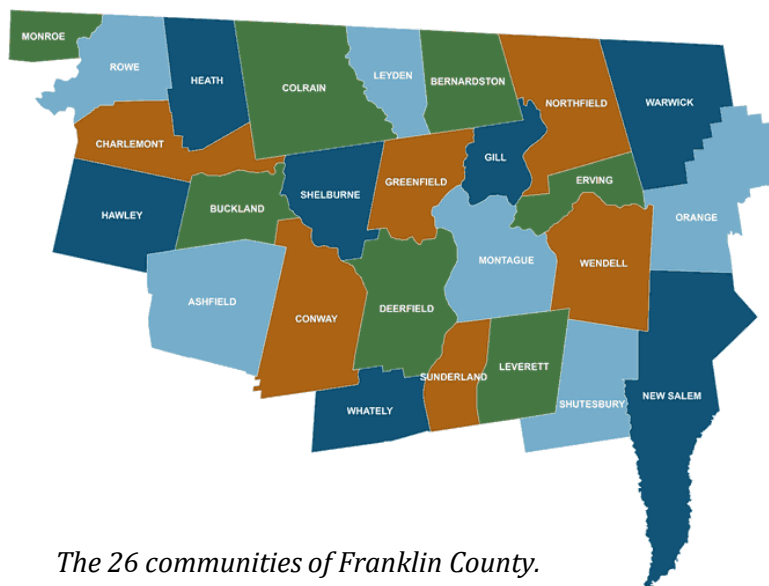 MONROE
ROWE
HEATH
COLRAIN
LEYDEN
BERNARDSTON
NORTHFIELD
WARWICK
CHARLEMONT
GILL
SHELBURNE
GREENFIELD
ERVING
HAWLEY
BUCKLAND
ORANGE
MONTAGUE
WENDELL
ASHFIELD
CONWAY
DEERFIELD
SUNDERLAND
LEVERETT
WHATELY
SHUTESBURY
NEW SALEM
The 26 communities of Franklin County.